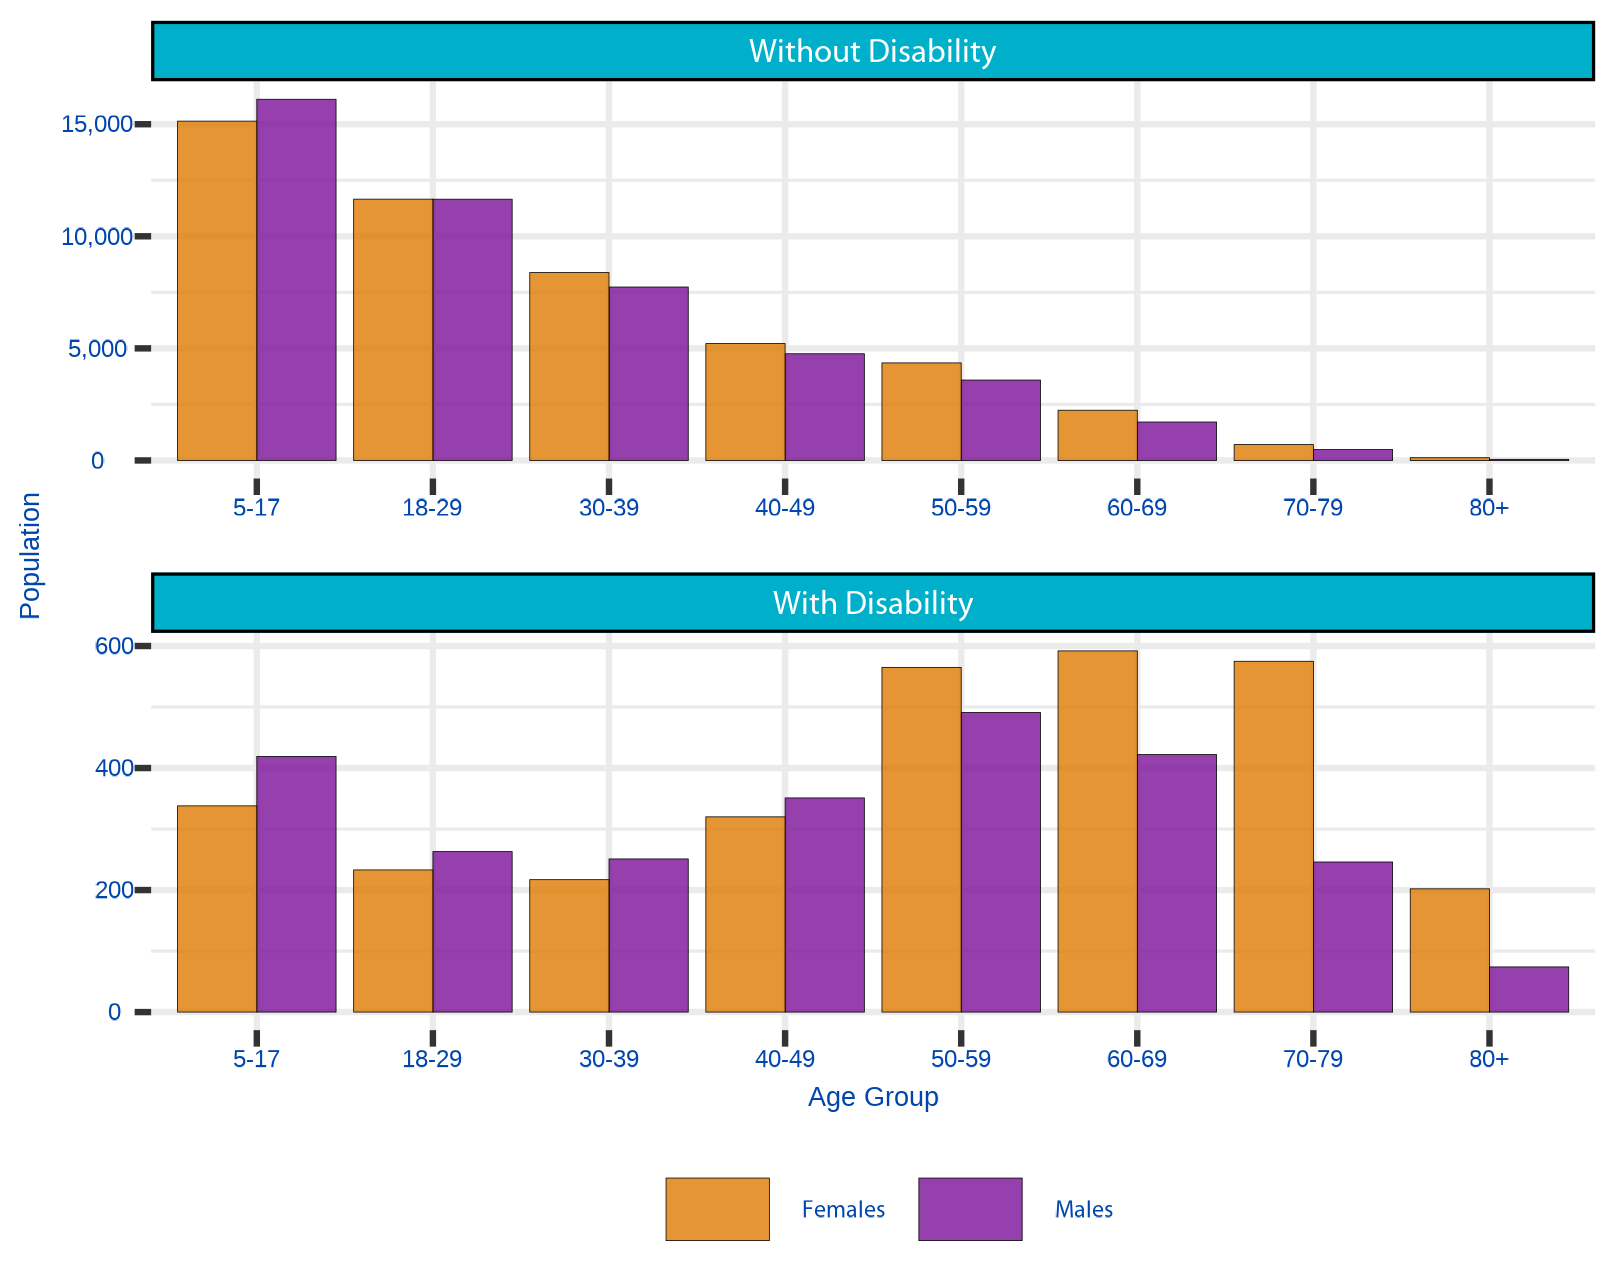 Without Disability
15,000
10,000
5,000
0
5-17 18-29 30-39 40-49 50-59 60-69 70-79 80+
Population
With Disability
600
400
200
0
5-17 18-29 30-39 40-49 50-59 60-69 70-79 80+
Age Group
Females Males